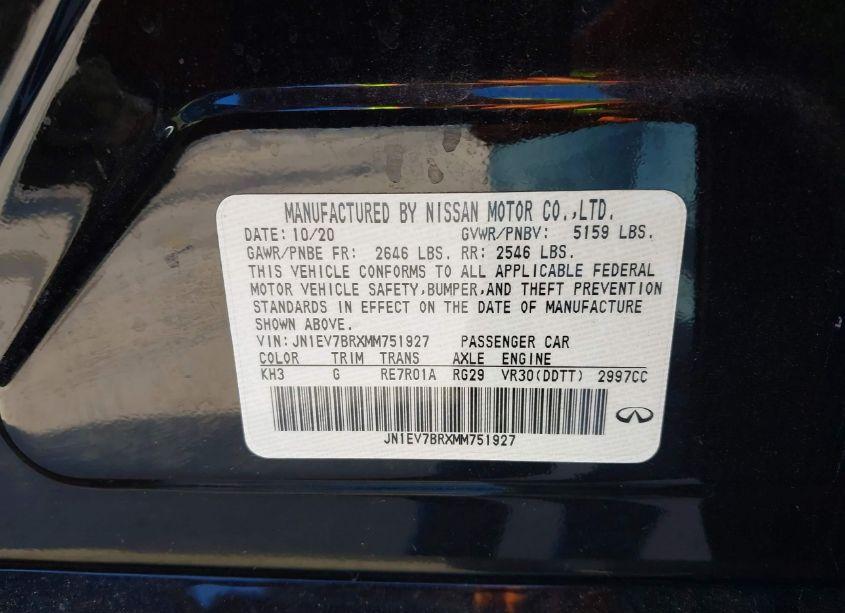 MANUFACTURED BY NISSAN MOTOR CO.,LTD.
DATE: 10/20 GVWR/PNBV: 5159 LBS.
GAWR/PNBE FR: 2646 LBS. RR: 2546 LBS.
THIS VEHICLE CONFORMS TO ALL APPLICABLE FEDERAL
MOTOR VEHICLE SAFETY,BUMPER,AND THEFT PREVENTION
STANDARDS IN EFFECT ON THE DATE OF MANUFACTURE
SHOWN ABOVE.
VIN: JN1EV7BRXMM751927 PASSENGER CAR
COLOR TRIM TRANS AXLE ENGINE
KH3 G RE7R01A RG29 VR30(DDTT) 2997CC
JN1EV7BRXMM751927